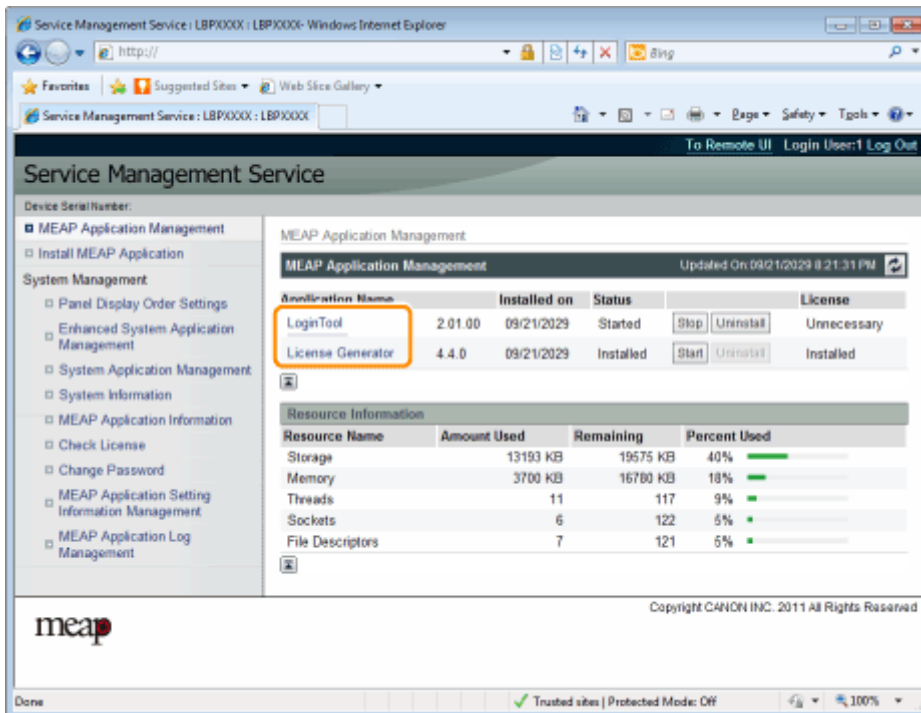 Service Management Service : LBPXXXX : LBPXXXX- Windows Internet Explorer
http://
Bing
Favorites Suggested Sites Web Slice Gallery
Service Management Service : LBPXXXX : LBPXXXX
Page Safety Tools
To Remote UI Login User:1 Log Out
Service Management Service
Device Serial Number:
MEAP Application Management
Install MEAP Application
System Management
Panel Display Order Settings
Enhanced System Application
Management
System Application Management
System Information
MEAP Application Information
Check License
Change Password
MEAP Application Setting
Information Management
MEAP Application Log
Management
MEAP Application Management
MEAP Application Management Updated On:09/21/2029 8:21:31 PM
Application Name Installed on Status License
LoginTool 2.01.00 09/21/2029 Started Stop Uninstall Unnecessary
License Generator 4.4.0 09/21/2029 Installed Start Uninstall Installed
Resource Information
Resource Name Amount Used Remaining Percent Used
Storage 13193 KB 19575 KB 40%
Memory 3700 KB 16780 KB 18%
Threads 11 117 9%
Sockets 6 122 5%
File Descriptors 7 121 5%
Copyright CANON INC. 2011 All Rights Reserved
meap
Done Trusted sites | Protected Mode: Off 100%